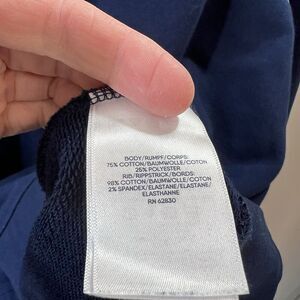 BODY/RUMPF/CORPS:
75% COTTON/BAUMWOLLE/COTON
25% POLYESTER
RIB/RIPPSTRICK/BORDS:
98% COTTON/BAUMWOLLE/COTON
2% SPANDEX/ELASTANE/ELASTANE/
ELASTHANNE
RN 62830